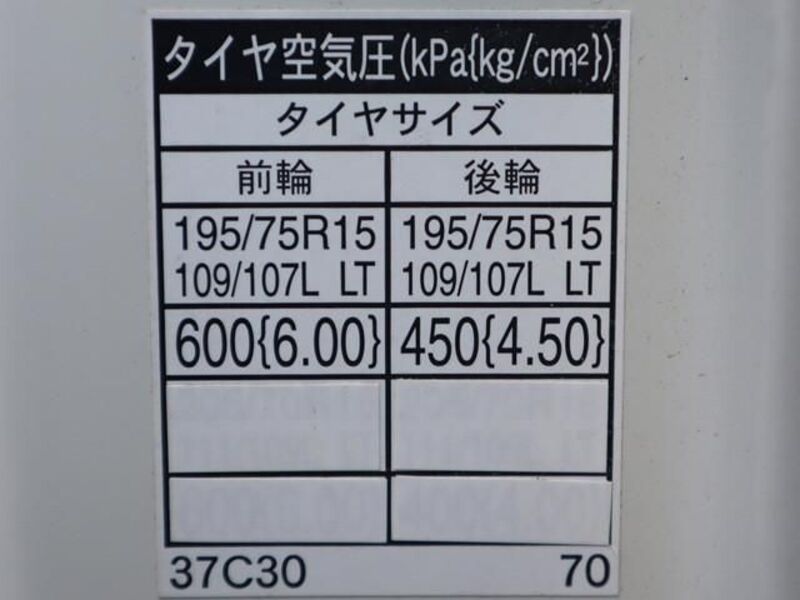 タイヤ空気圧(kPa{kg/cm²})
タイヤサイズ
前輪 後輪
195/75R15 195/75R15
109/107L LT 109/107L LT
600{6.00} 450{4.50}
37C30 70